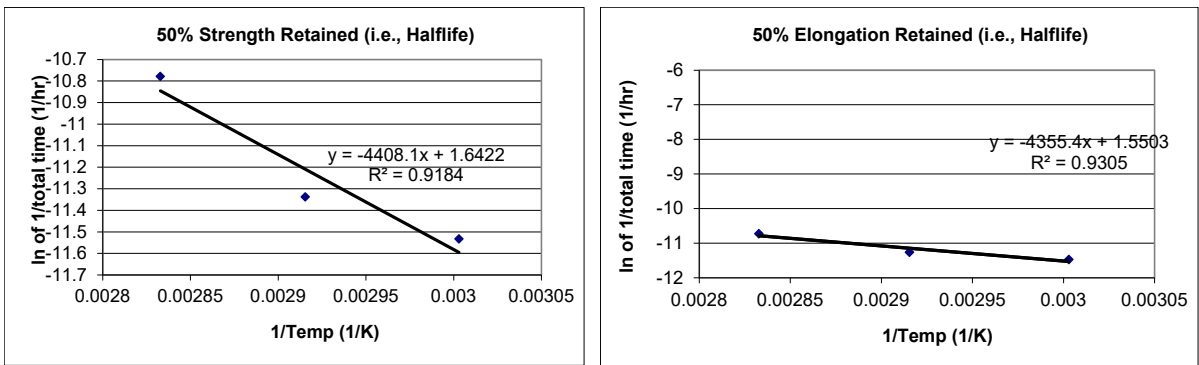 50% Strength Retained (i.e., Halflife)
ln of 1/total time (1/hr)
-10.7
-10.8
-10.9
-11
-11.1
-11.2
-11.3
-11.4
-11.5
-11.6
-11.7
y = -4408.1x + 1.6422
R² = 0.9184
0.0028 0.00285 0.0029 0.00295 0.003 0.00305
1/Temp (1/K)
50% Elongation Retained (i.e., Halflife)
ln of 1/total time (1/hr)
-6
-7
-8
-9
-10
-11
-12
y = -4355.4x + 1.5503
R² = 0.9305
0.0028 0.00285 0.0029 0.00295 0.003 0.00305
1/Temp (1/K)